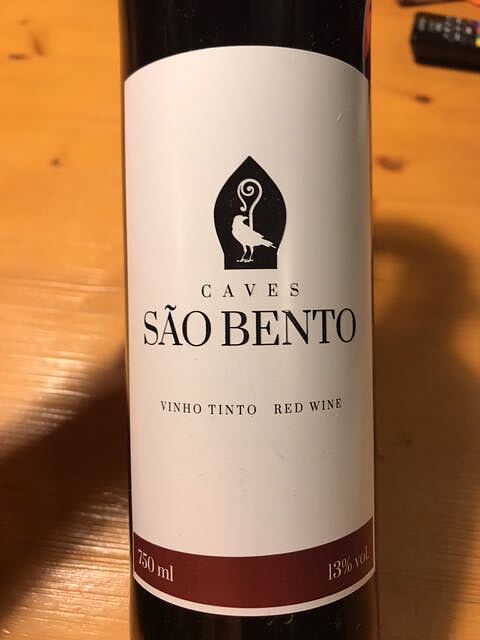 CAVES
SÃO BENTO
VINHO TINTO RED WINE
750 ml 13% vol.